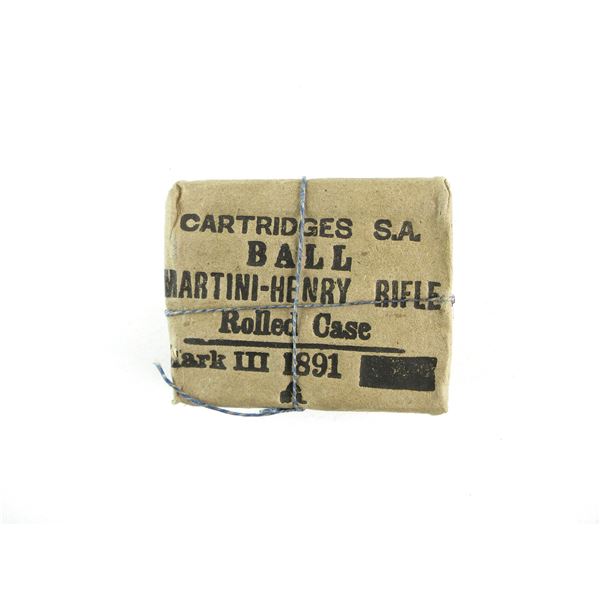 CARTRIDGES S.A.
BALL
MARTINI-HENRY RIFLE
Rolled Case
Mark III 1891
A